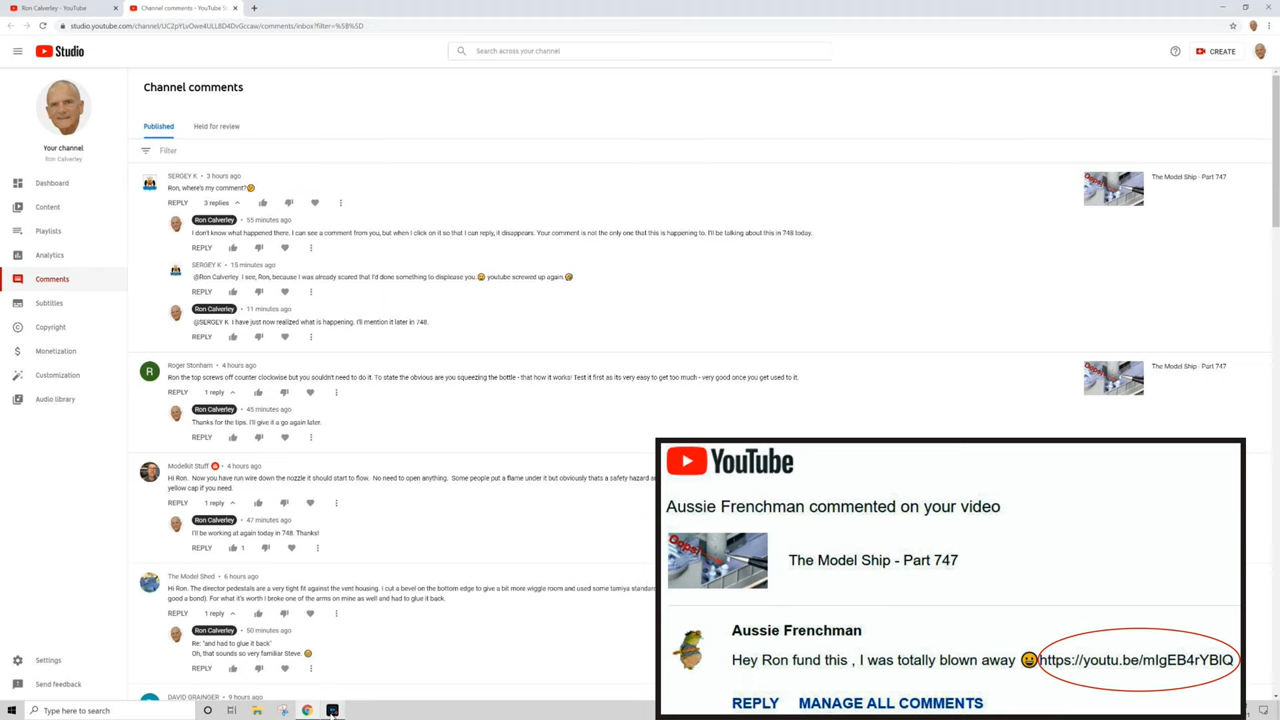 Ron Calverley - YouTube
Channel comments - YouTube S
studio.youtube.com/channel/UC2pYLvOwe4ULL8D4DvGccaw/comments/inbox?filter=%5B%5D
Studio
Search across your channel
CREATE
Your channel
Ron Calverley
Dashboard
Content
Playlists
Analytics
Comments
Subtitles
Copyright
Monetization
Customization
Audio library
Settings
Send feedback
Channel comments
Published
Held for review
Filter
SERGEY K • 3 hours ago
Ron, where's my comment?
REPLY 3 replies
The Model Ship - Part 747
Ron Calverley • 55 minutes ago
I don't know what happened there. I can see a comment from you, but when I click on it so that I can reply, it disappears. Your comment is not the only one that this is happening to. I'll be talking about this in 748 today.
REPLY
SERGEY K • 15 minutes ago
@Ron Calverley I see, Ron, because I was already scared that I'd done something to displease you. youtube screwed up again.
REPLY
Ron Calverley • 11 minutes ago
@SERGEY K I have just now realized what is happening. I'll mention it later in 748.
REPLY
R
Roger Stonham • 4 hours ago
Ron the top screws off counter clockwise but you souldn't need to do it. To state the obvious are you squeezing the bottle - that how it works! Test it first as its very easy to get too much - very good once you get used to it.
REPLY 1 reply
The Model Ship - Part 747
Ron Calverley • 45 minutes ago
Thanks for the tips. I'll give it a go again later.
REPLY
Modelkit Stuff • 4 hours ago
Hi Ron. Now you have run wire down the nozzle it should start to flow. No need to open anything. Some people put a flame under it but obviously thats a safety hazard
yellow cap if you need.
REPLY 1 reply
Ron Calverley • 47 minutes ago
I'll be working at again today in 748. Thanks!
REPLY 1
The Model Shed • 6 hours ago
Hi Ron. The director pedestals are a very tight fit against the vent housing. I cut a bevel on the bottom edge to give a bit more wiggle room and used some tamiya standar
good a bond). For what it's worth I broke one of the arms on mine as well and had to glue it back.
REPLY 1 reply
Ron Calverley • 50 minutes ago
Re: "and had to glue it back"
Oh, that sounds so very familiar Steve.
REPLY
DAVID GRAINGER • 9 hours ago
YouTube
Aussie Frenchman commented on your video
Oops!
The Model Ship - Part 747
Aussie Frenchman
Hey Ron fund this , I was totally blown away https://youtu.be/mIgEB4rYBlQ
REPLY MANAGE ALL COMMENTS
Type here to search